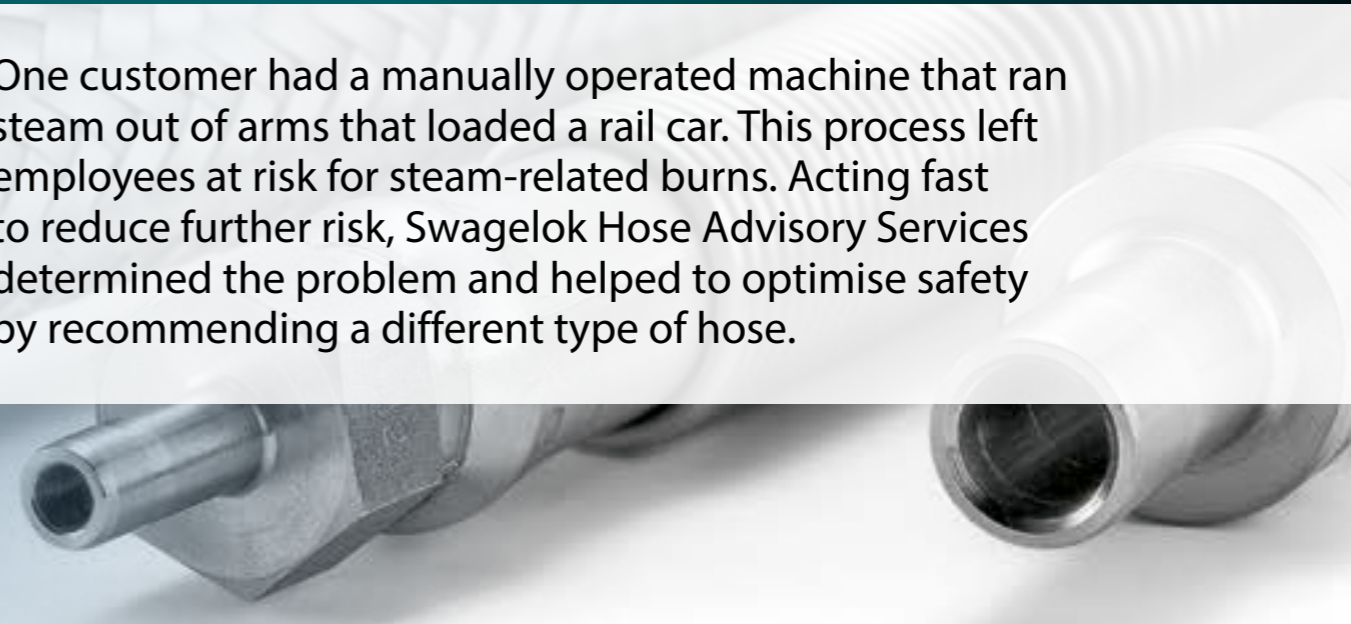 One customer had a manually operated machine that ran
steam out of arms that loaded a rail car. This process left
employees at risk for steam-related burns. Acting fast
to reduce further risk, Swagelok Hose Advisory Services
determined the problem and helped to optimise safety
by recommending a different type of hose.